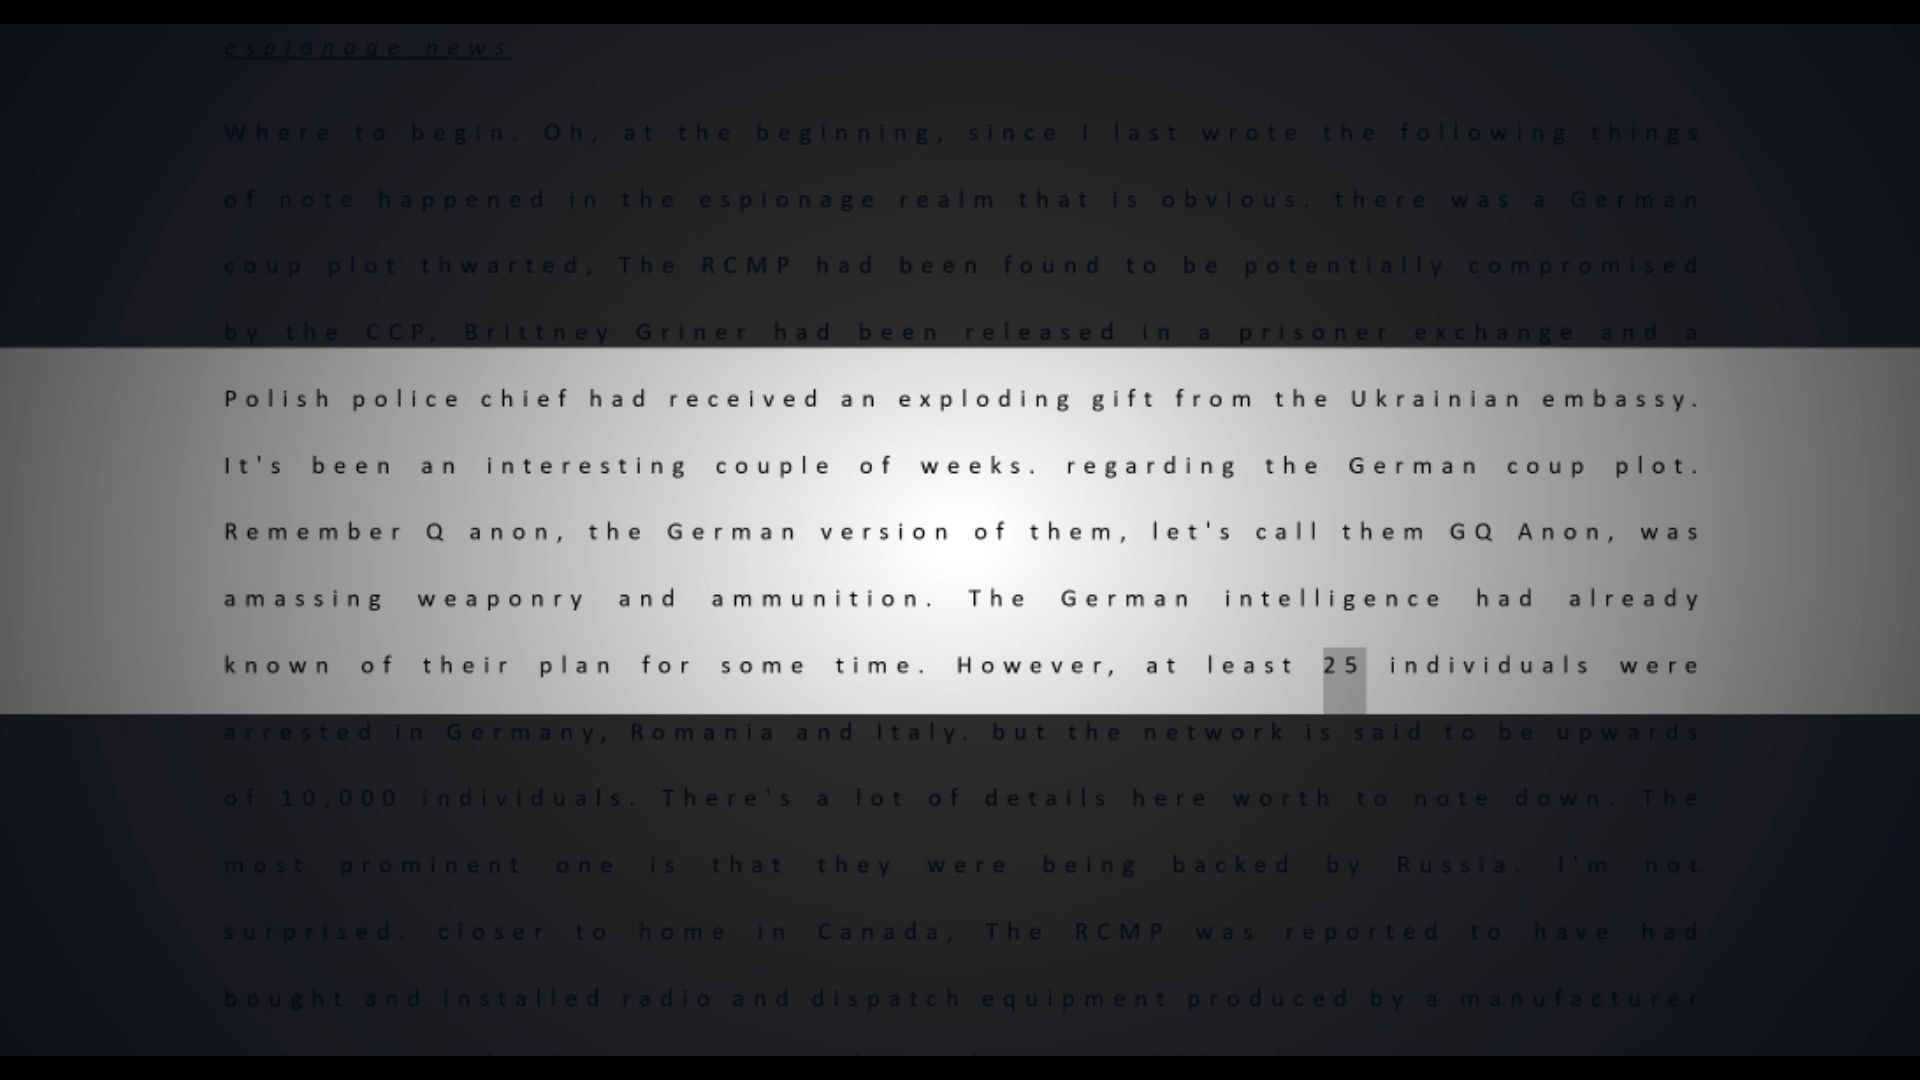 espionage news
Where to begin. Oh, at the beginning, since I last wrote the following things
of note happened in the espionage realm that is obvious. there was a German
coup plot thwarted, The RCMP had been found to be potentially compromised
by the CCP, Brittney Griner had been released in a prisoner exchange and a
Polish police chief had received an exploding gift from the Ukrainian embassy.
It's been an interesting couple of weeks. regarding the German coup plot.
Remember Q anon, the German version of them, let's call them GQ Anon, was
amassing weaponry and ammunition. The German intelligence had already
known of their plan for some time. However, at least 25 individuals were
arrested in Germany, Romania and Italy. but the network is said to be upwards
of 10,000 individuals. There's a lot of details here worth to note down. The
most prominent one is that they were being backed by Russia. I'm not
surprised. closer to home in Canada, The RCMP was reported to have had
bought and installed radio and dispatch equipment produced by a manufacturer